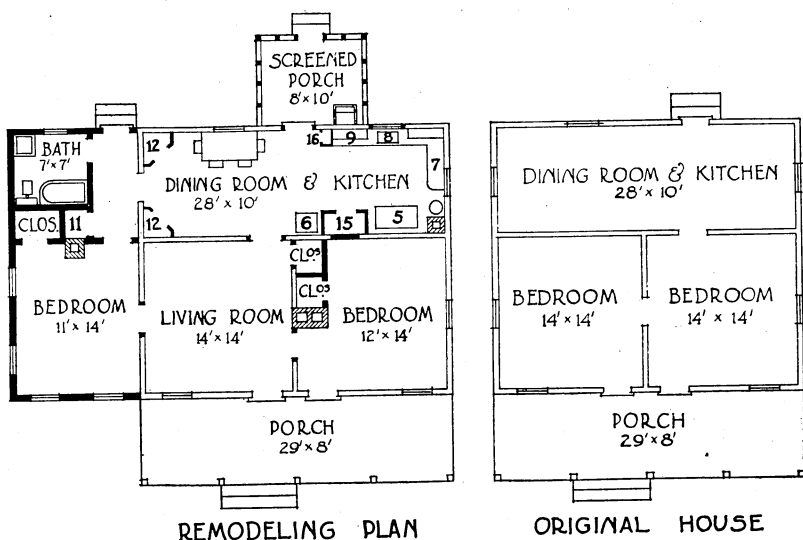 SCREENED
PORCH
8' x 10'
BATH
7' x 7'
12
16
9
8
7
DINING ROOM & KITCHEN
28' x 10'
CLOS.
11
12
6
15
5
CLOS
CLOS
BEDROOM
11' x 14'
LIVING ROOM
14' x 14'
BEDROOM
12' x 14'
PORCH
29' x 8'
REMODELING PLAN
DINING ROOM & KITCHEN
28' x 10'
BEDROOM
14' x 14'
BEDROOM
14' x 14'
PORCH
29' x 8'
ORIGINAL HOUSE